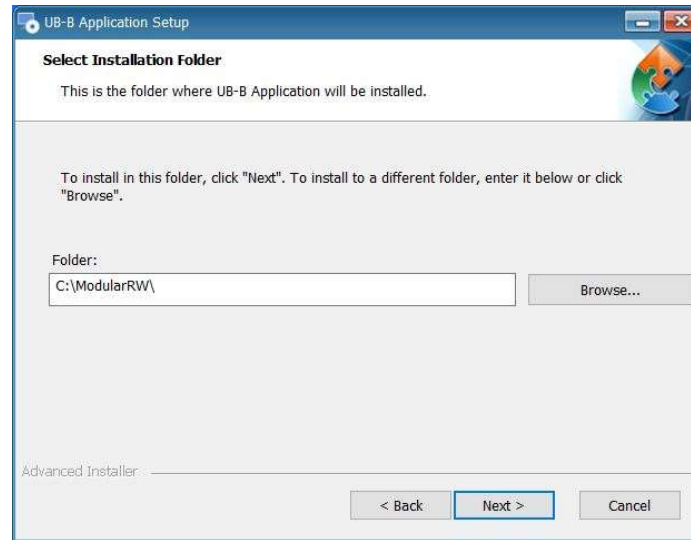 UB-B Application Setup
Select Installation Folder
This is the folder where UB-B Application will be installed.
To install in this folder, click "Next". To install to a different folder, enter it below or click
"Browse".
Folder:
C:\ModularRW\
Browse...
Advanced Installer
< Back
Next >
Cancel